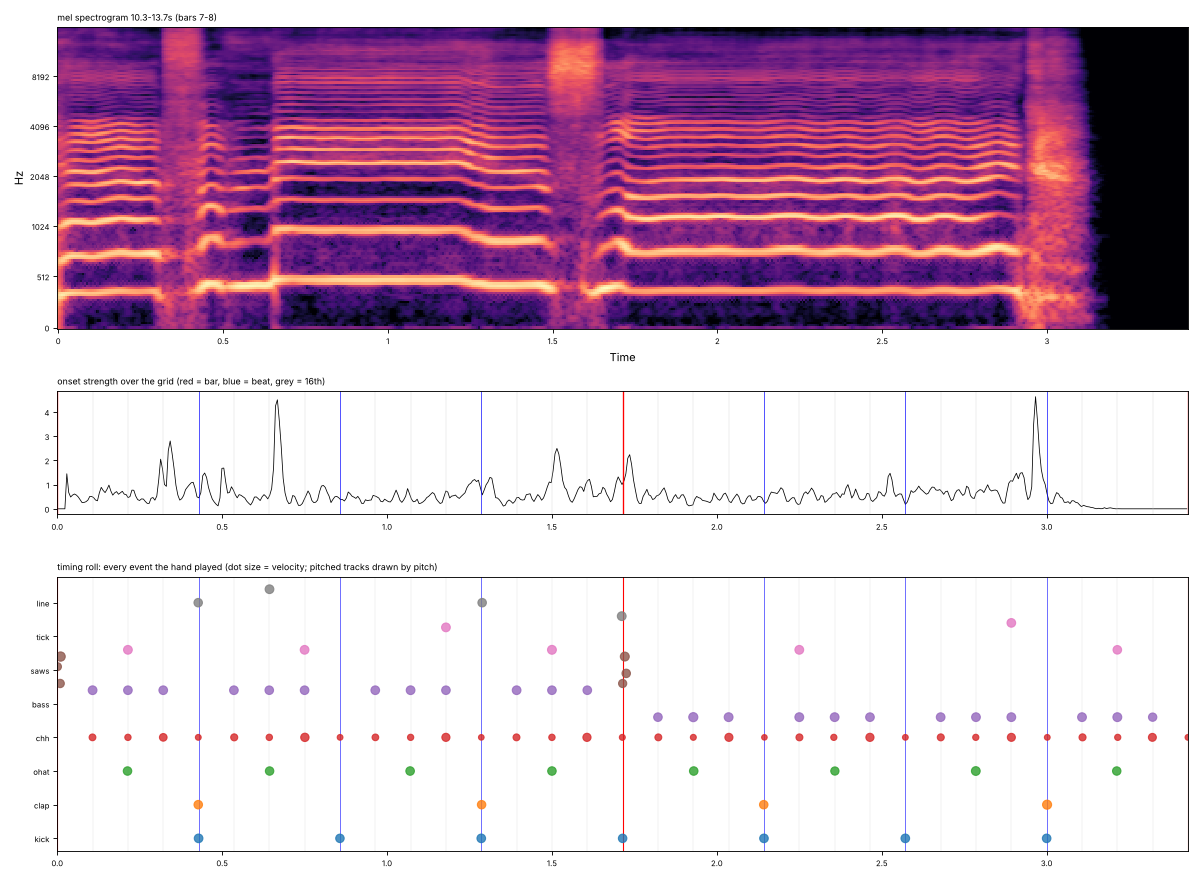 mel spectrogram 10.3-13.7s (bars 7-8)
Hz
8192
4096
2048
1024
512
0
0 0.5 1 1.5 2 2.5 3
Time
onset strength over the grid (red = bar, blue = beat, grey = 16th)
4
3
2
1
0
0.0 0.5 1.0 1.5 2.0 2.5 3.0
timing roll: every event the hand played (dot size = velocity; pitched tracks drawn by pitch)
line
tick
saws
bass
chh
ohat
clap
kick
0.0 0.5 1.0 1.5 2.0 2.5 3.0